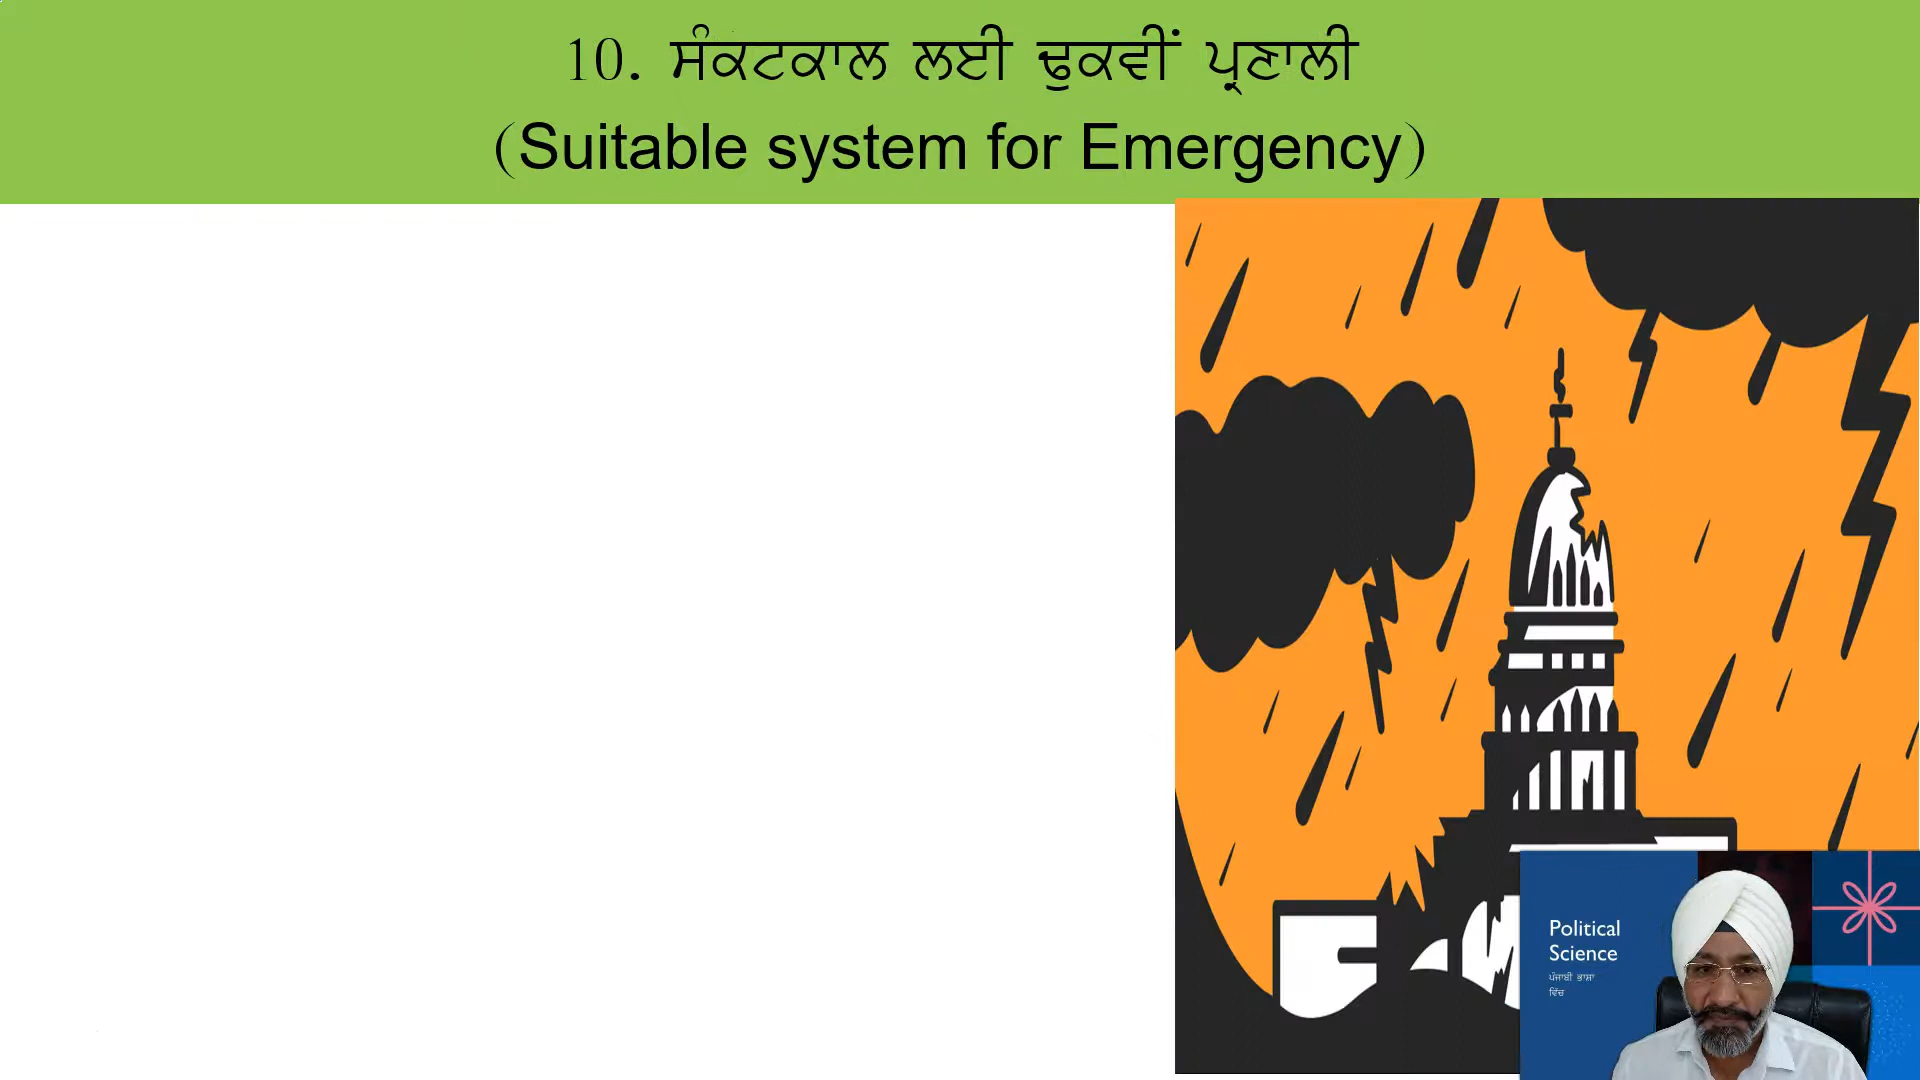 10. ਸੰਕਟਕਾਲ ਲਈ ਢੁਕਵੀਂ ਪ੍ਰਣਾਲੀ
(Suitable system for Emergency)
Political
Science
ਪੰਜਾਬੀ ਭਾਸ਼ਾ
ਵਿੱਚ